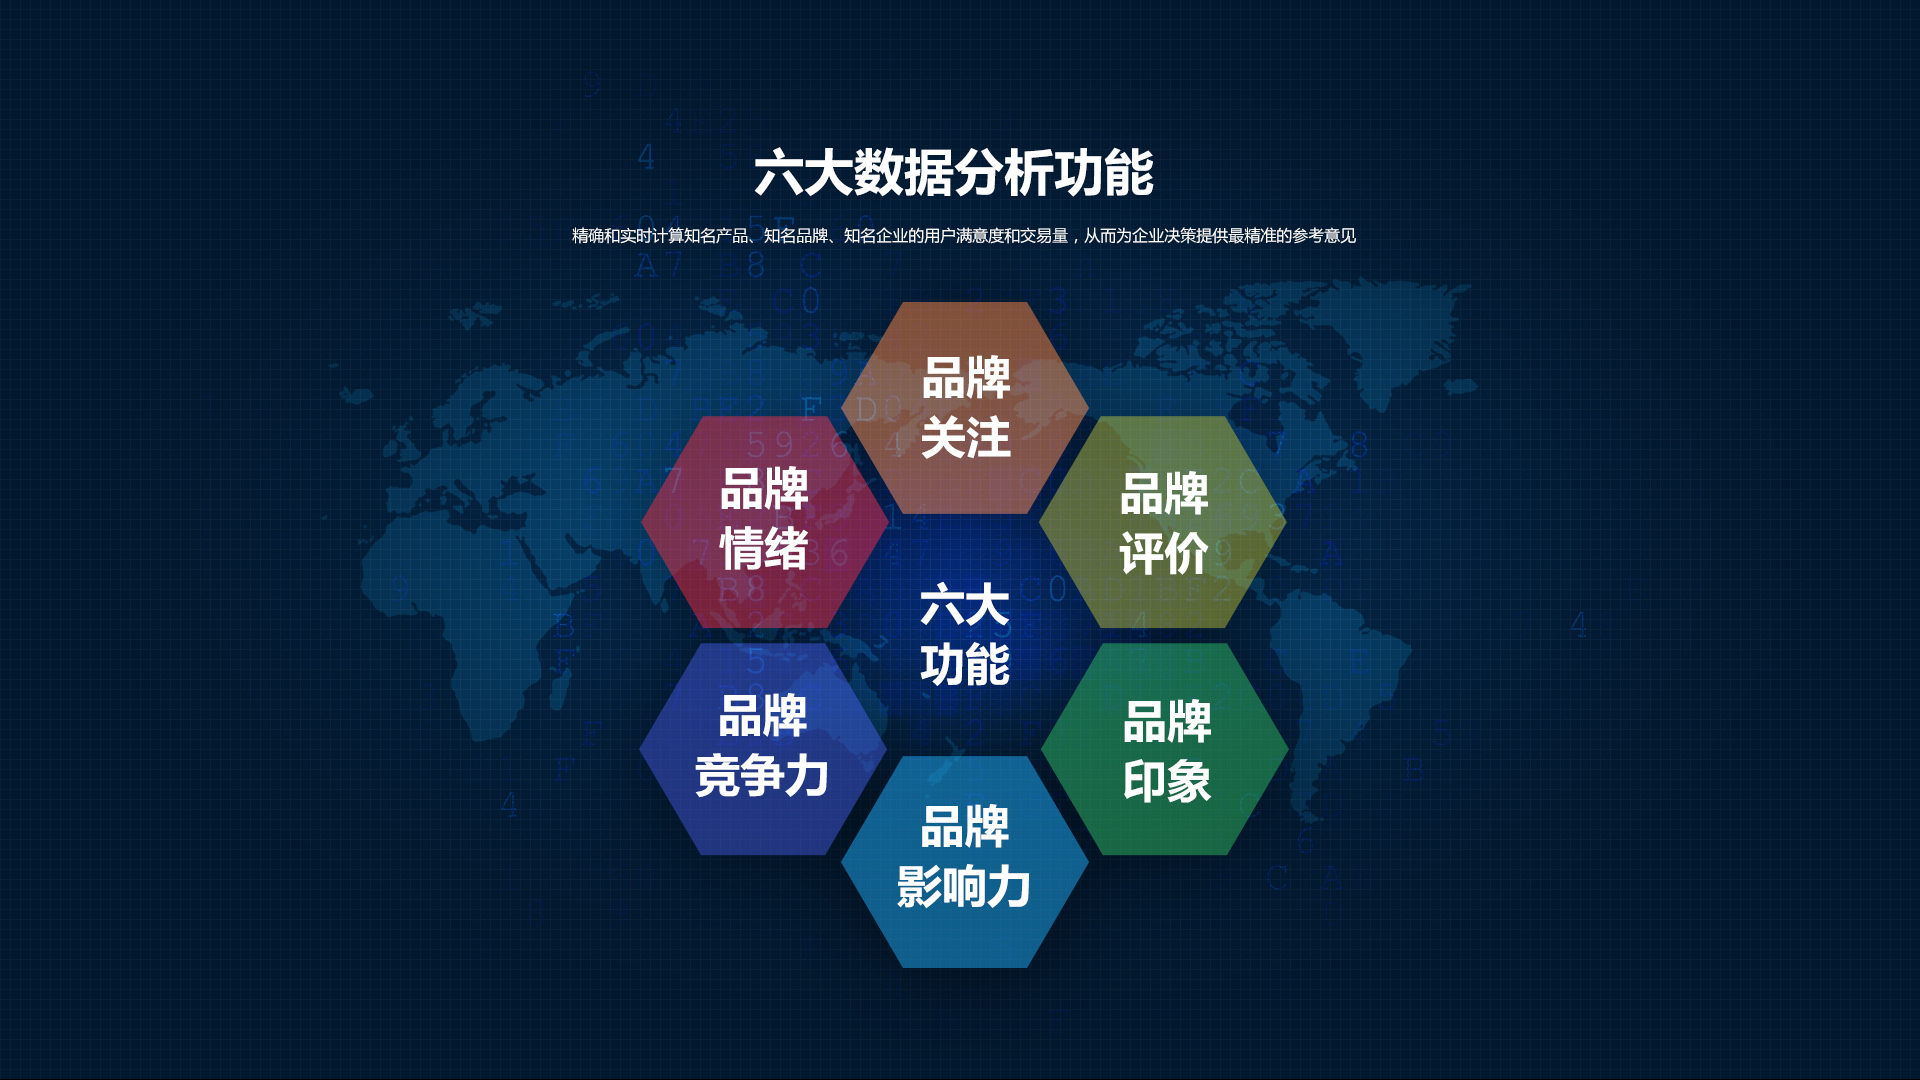 六大数据分析功能
精确和实时计算知名产品、知名品牌、知名企业的用户满意度和交易量，从而为企业决策提供最精准的参考意见
品牌
关注
品牌
情绪
品牌
评价
六大
功能
品牌
竞争力
品牌
印象
品牌
影响力